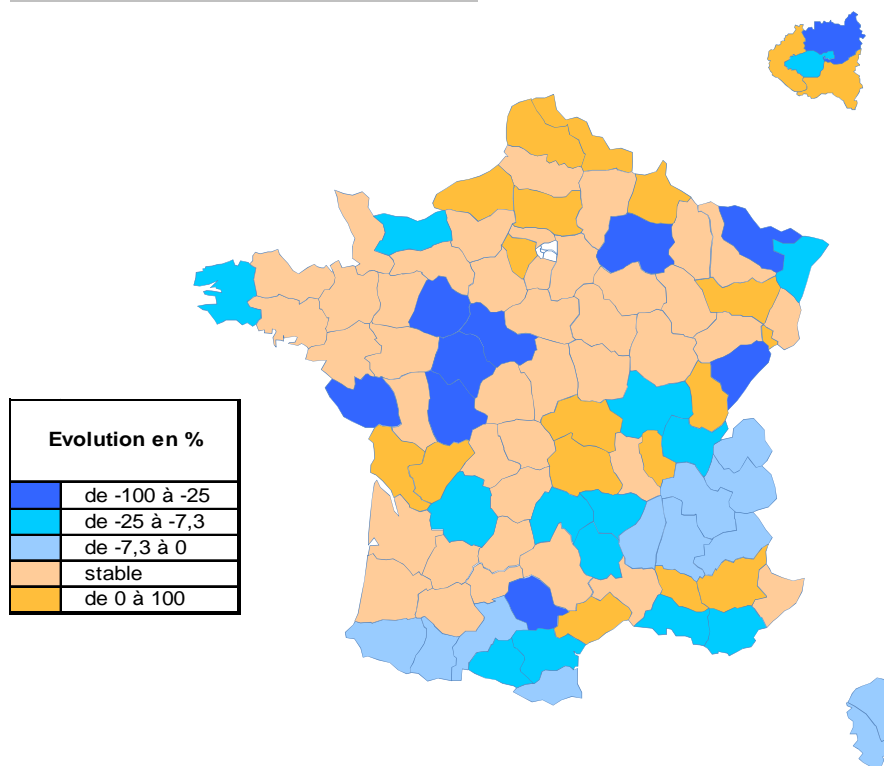 Evolution en %
de -100 à -25
de -25 à -7,3
de -7,3 à 0
stable
de 0 à 100